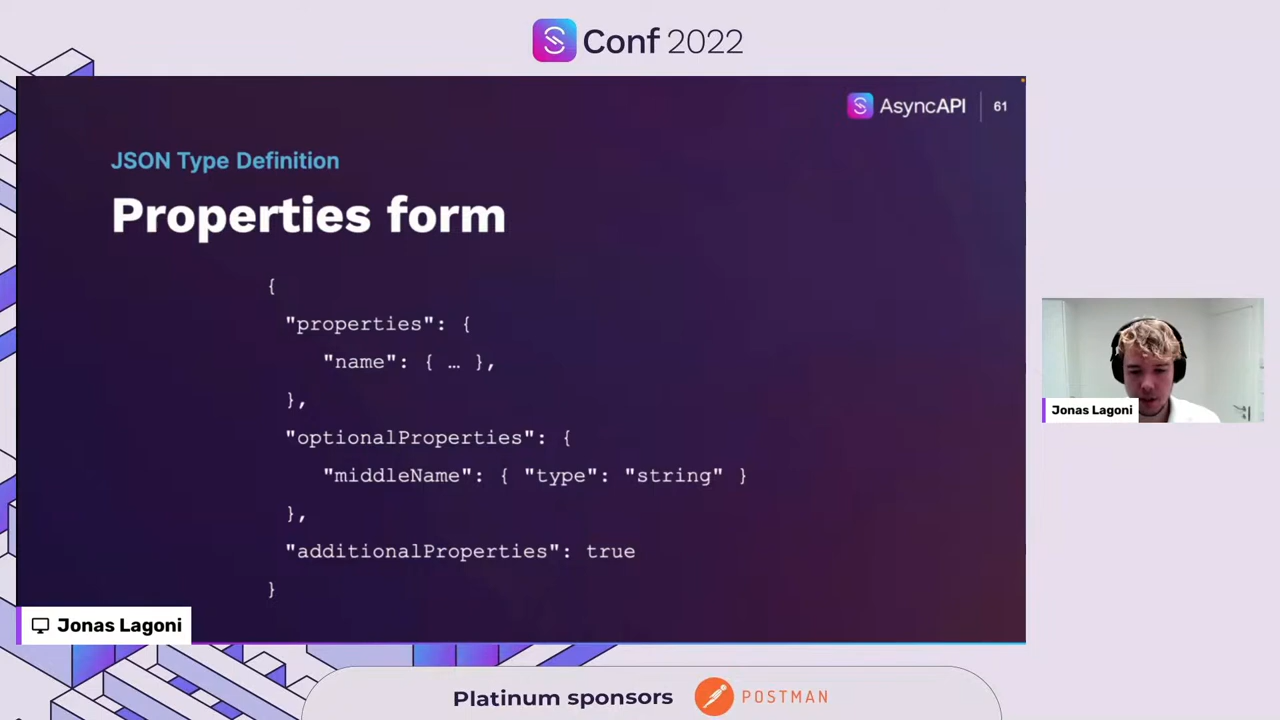 Conf 2022
AsyncAPI
61
JSON Type Definition
Properties form
{
"properties": {
"name": { … },
},
"optionalProperties": {
"middleName": { "type": "string" }
},
"additionalProperties": true
}
Jonas Lagoni
Jonas Lagoni
Platinum sponsors
POSTMAN